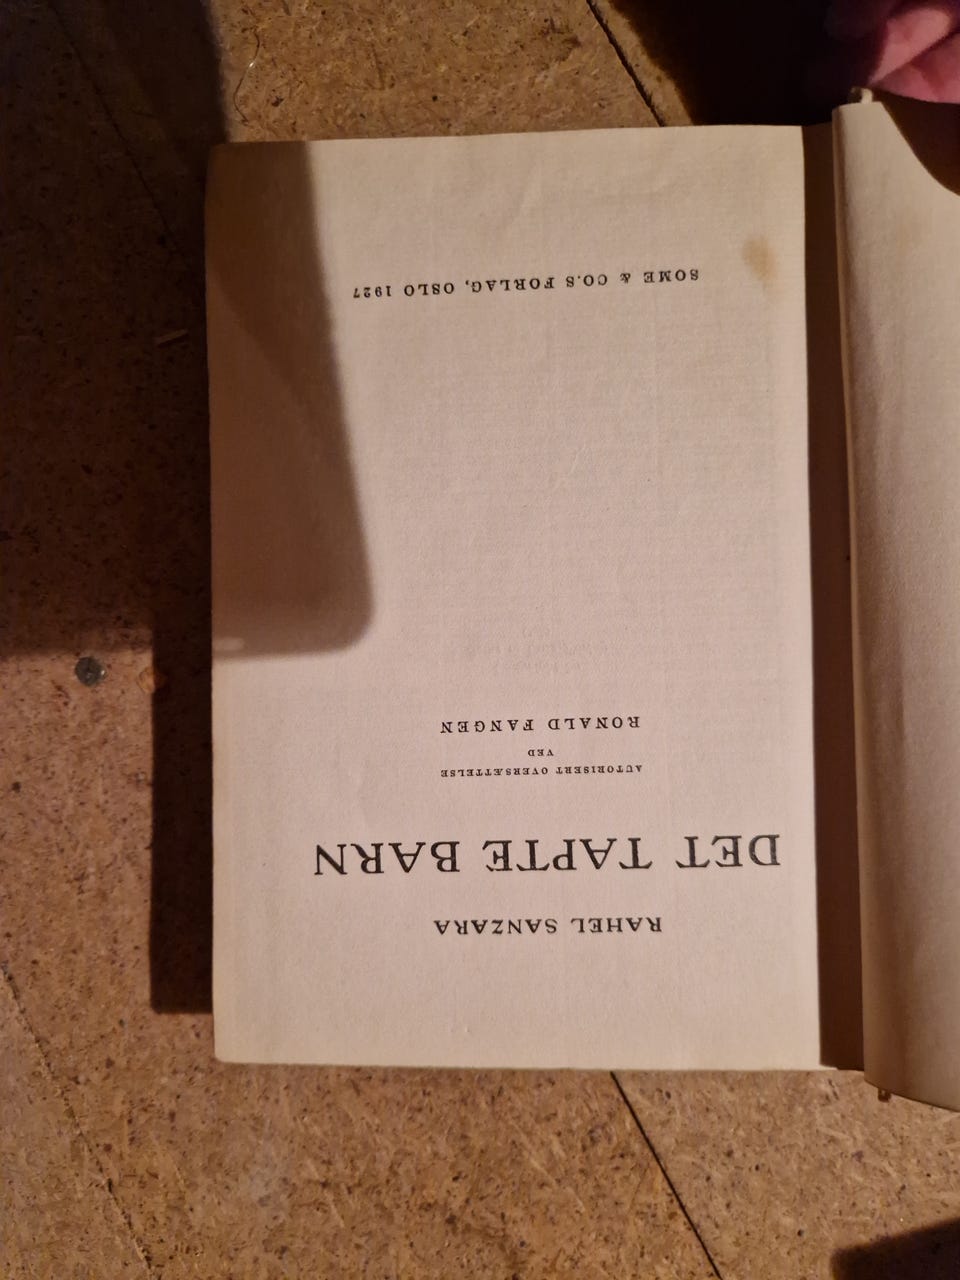 RAHEL SANZARA
DET TAPTE BARN
AUTORISERT OVERSÆTTELSE
VED
RONALD FANGEN
SOME & CO.S FORLAG, OSLO 1927